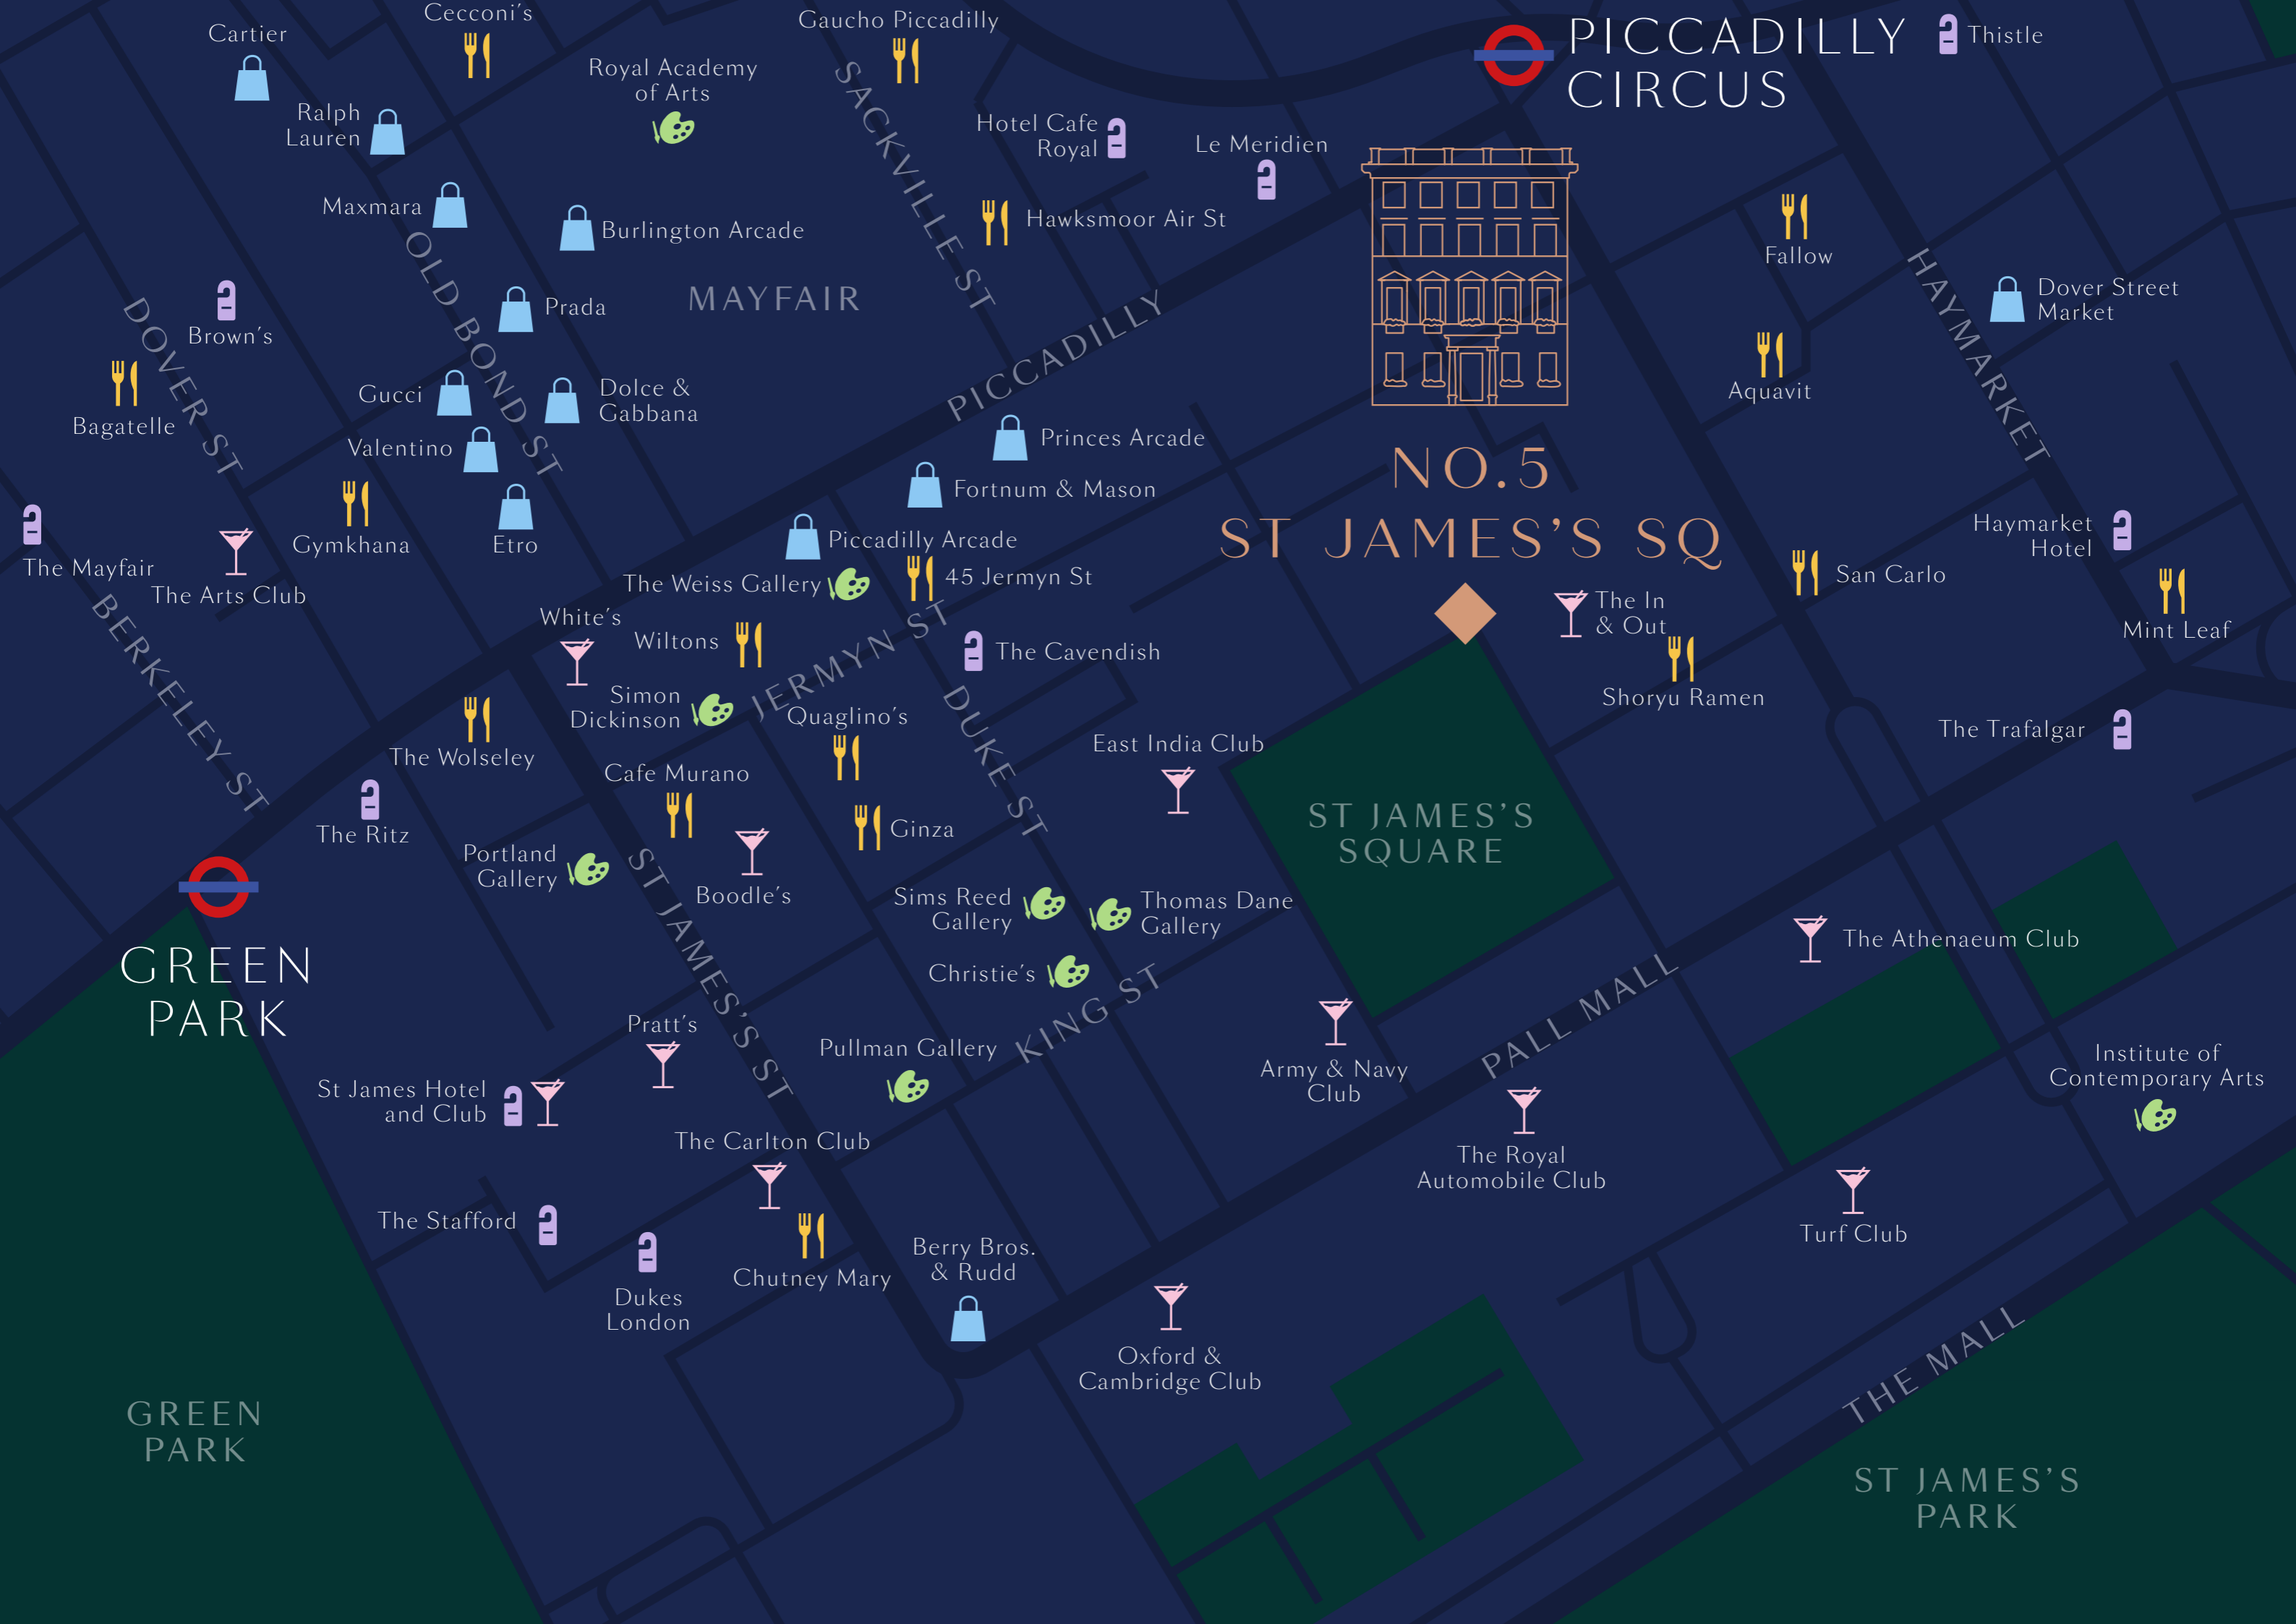 Cecconi's
Gaucho Piccadilly
PICCADILLY
CIRCUS
Thistle
Cartier
Royal Academy
of Arts
Ralph
Lauren
SACKVILLE ST
Hotel Cafe
Royal
Le Meridien
Maxmara
Burlington Arcade
Hawksmoor Air St
Fallow
OLD BOND ST
MAYFAIR
HAYMARKET
Dover Street
Market
Brown's
DOVER ST
Prada
PICCADILLY
Aquavit
Bagatelle
Gucci
Dolce &
Gabbana
Valentino
Princes Arcade
NO.5
ST JAMES'S SQ
Fortnum & Mason
Gymkhana
Etro
Piccadilly Arcade
Haymarket
Hotel
The Mayfair
The Arts Club
The Weiss Gallery
45 Jermyn St
San Carlo
The In
& Out
White's
Wiltons
Mint Leaf
BERKELEY ST
JERMYN ST
The Cavendish
Simon
Dickinson
Shoryu Ramen
Quaglino's
DUKE ST
The Trafalgar
The Wolseley
East India Club
Cafe Murano
The Ritz
Ginza
ST JAMES'S
SQUARE
Portland
Gallery
Boodle's
ST JAMES'S ST
Sims Reed
Gallery
Thomas Dane
Gallery
GREEN
PARK
The Athenaeum Club
Christie's
KING ST
PALL MALL
Pratt's
Pullman Gallery
Army & Navy
Club
Institute of
Contemporary Arts
St James Hotel
and Club
The Carlton Club
The Royal
Automobile Club
The Stafford
Turf Club
Chutney Mary
Berry Bros.
& Rudd
Dukes
London
Oxford &
Cambridge Club
THE MALL
GREEN
PARK
ST JAMES'S
PARK